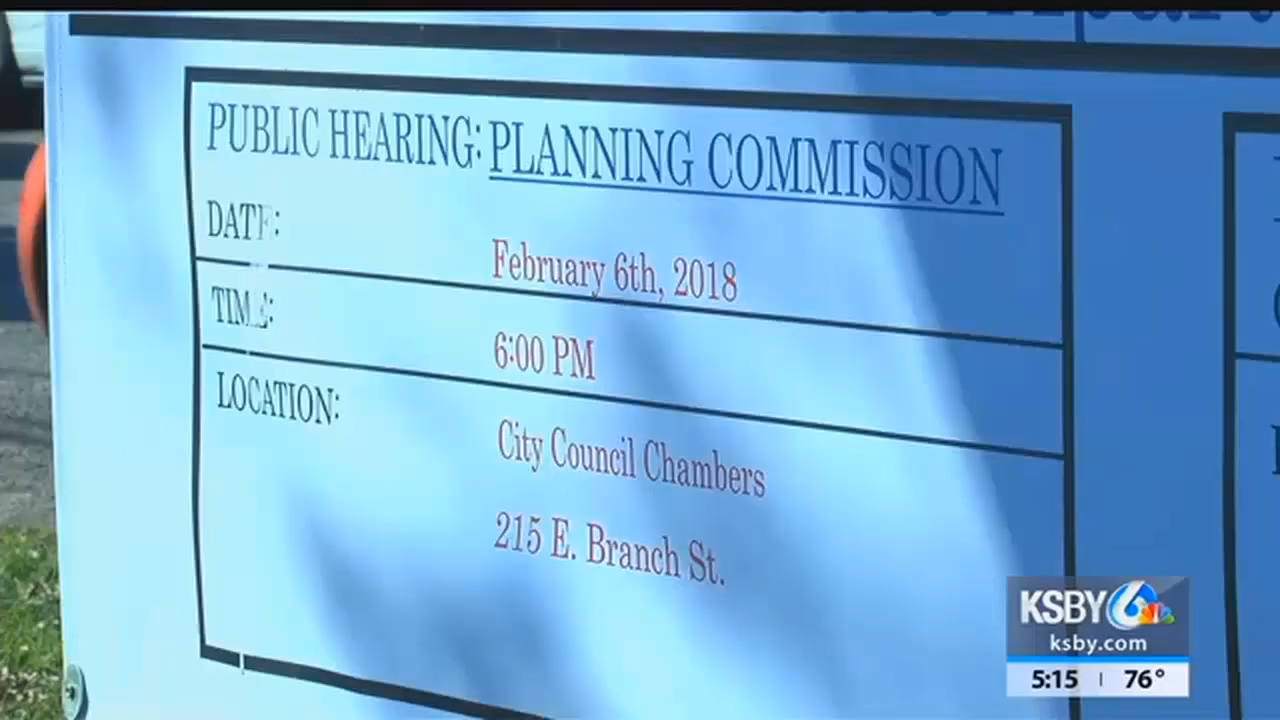 PUBLIC HEARING: PLANNING COMMISSION
DATE:
February 6th, 2018
TIME:
6:00 PM
LOCATION:
City Council Chambers
215 E. Branch St.
KSBY 6
ksby.com
5:15 76°